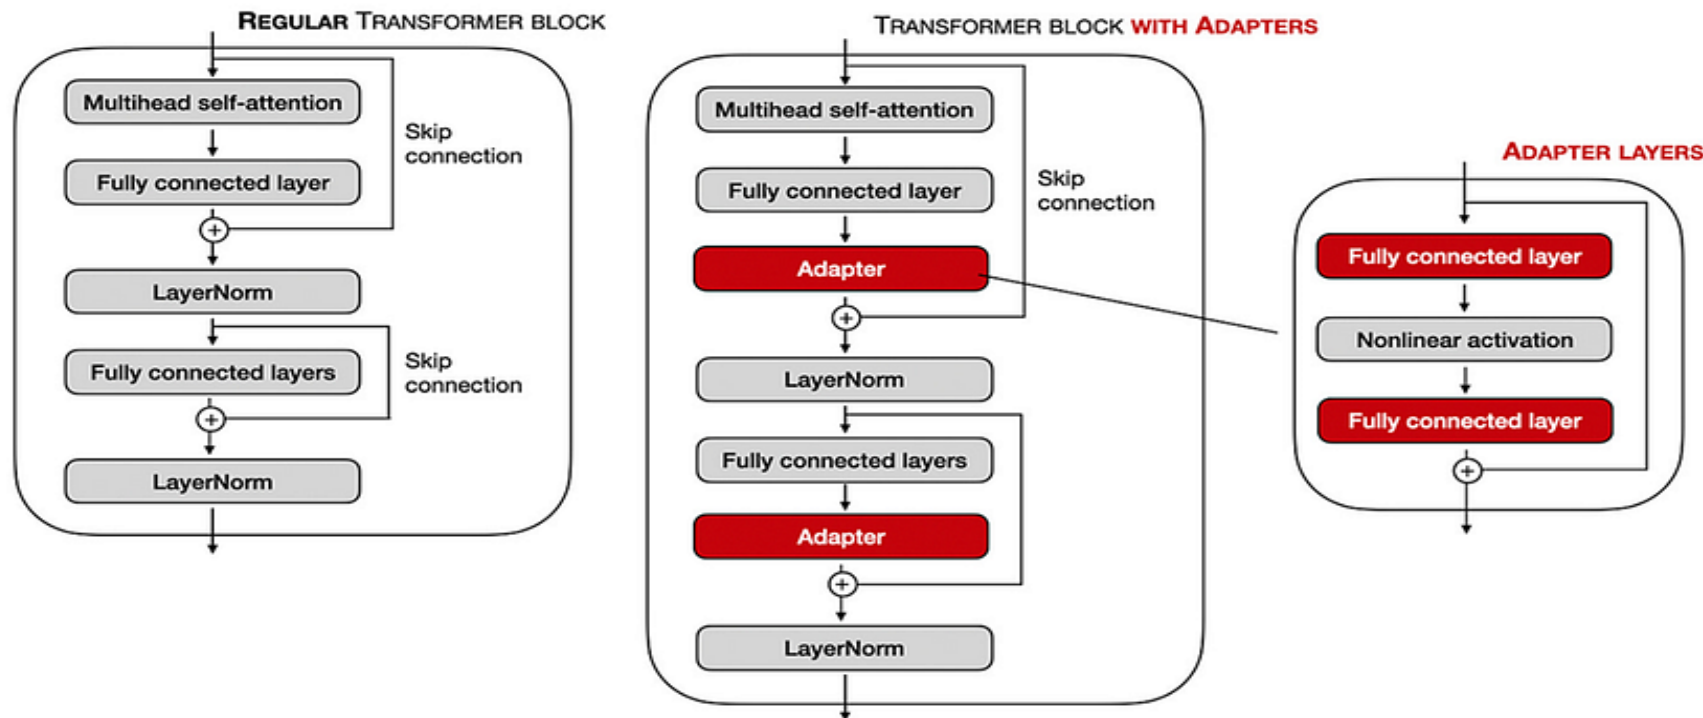 REGULAR TRANSFORMER BLOCK
Multihead self-attention
Skip
connection
Fully connected layer
LayerNorm
Fully connected layers
Skip
connection
LayerNorm
TRANSFORMER BLOCK WITH ADAPTERS
Multihead self-attention
Fully connected layer
Skip
connection
Adapter
LayerNorm
Fully connected layers
Adapter
LayerNorm
ADAPTER LAYERS
Fully connected layer
Nonlinear activation
Fully connected layer